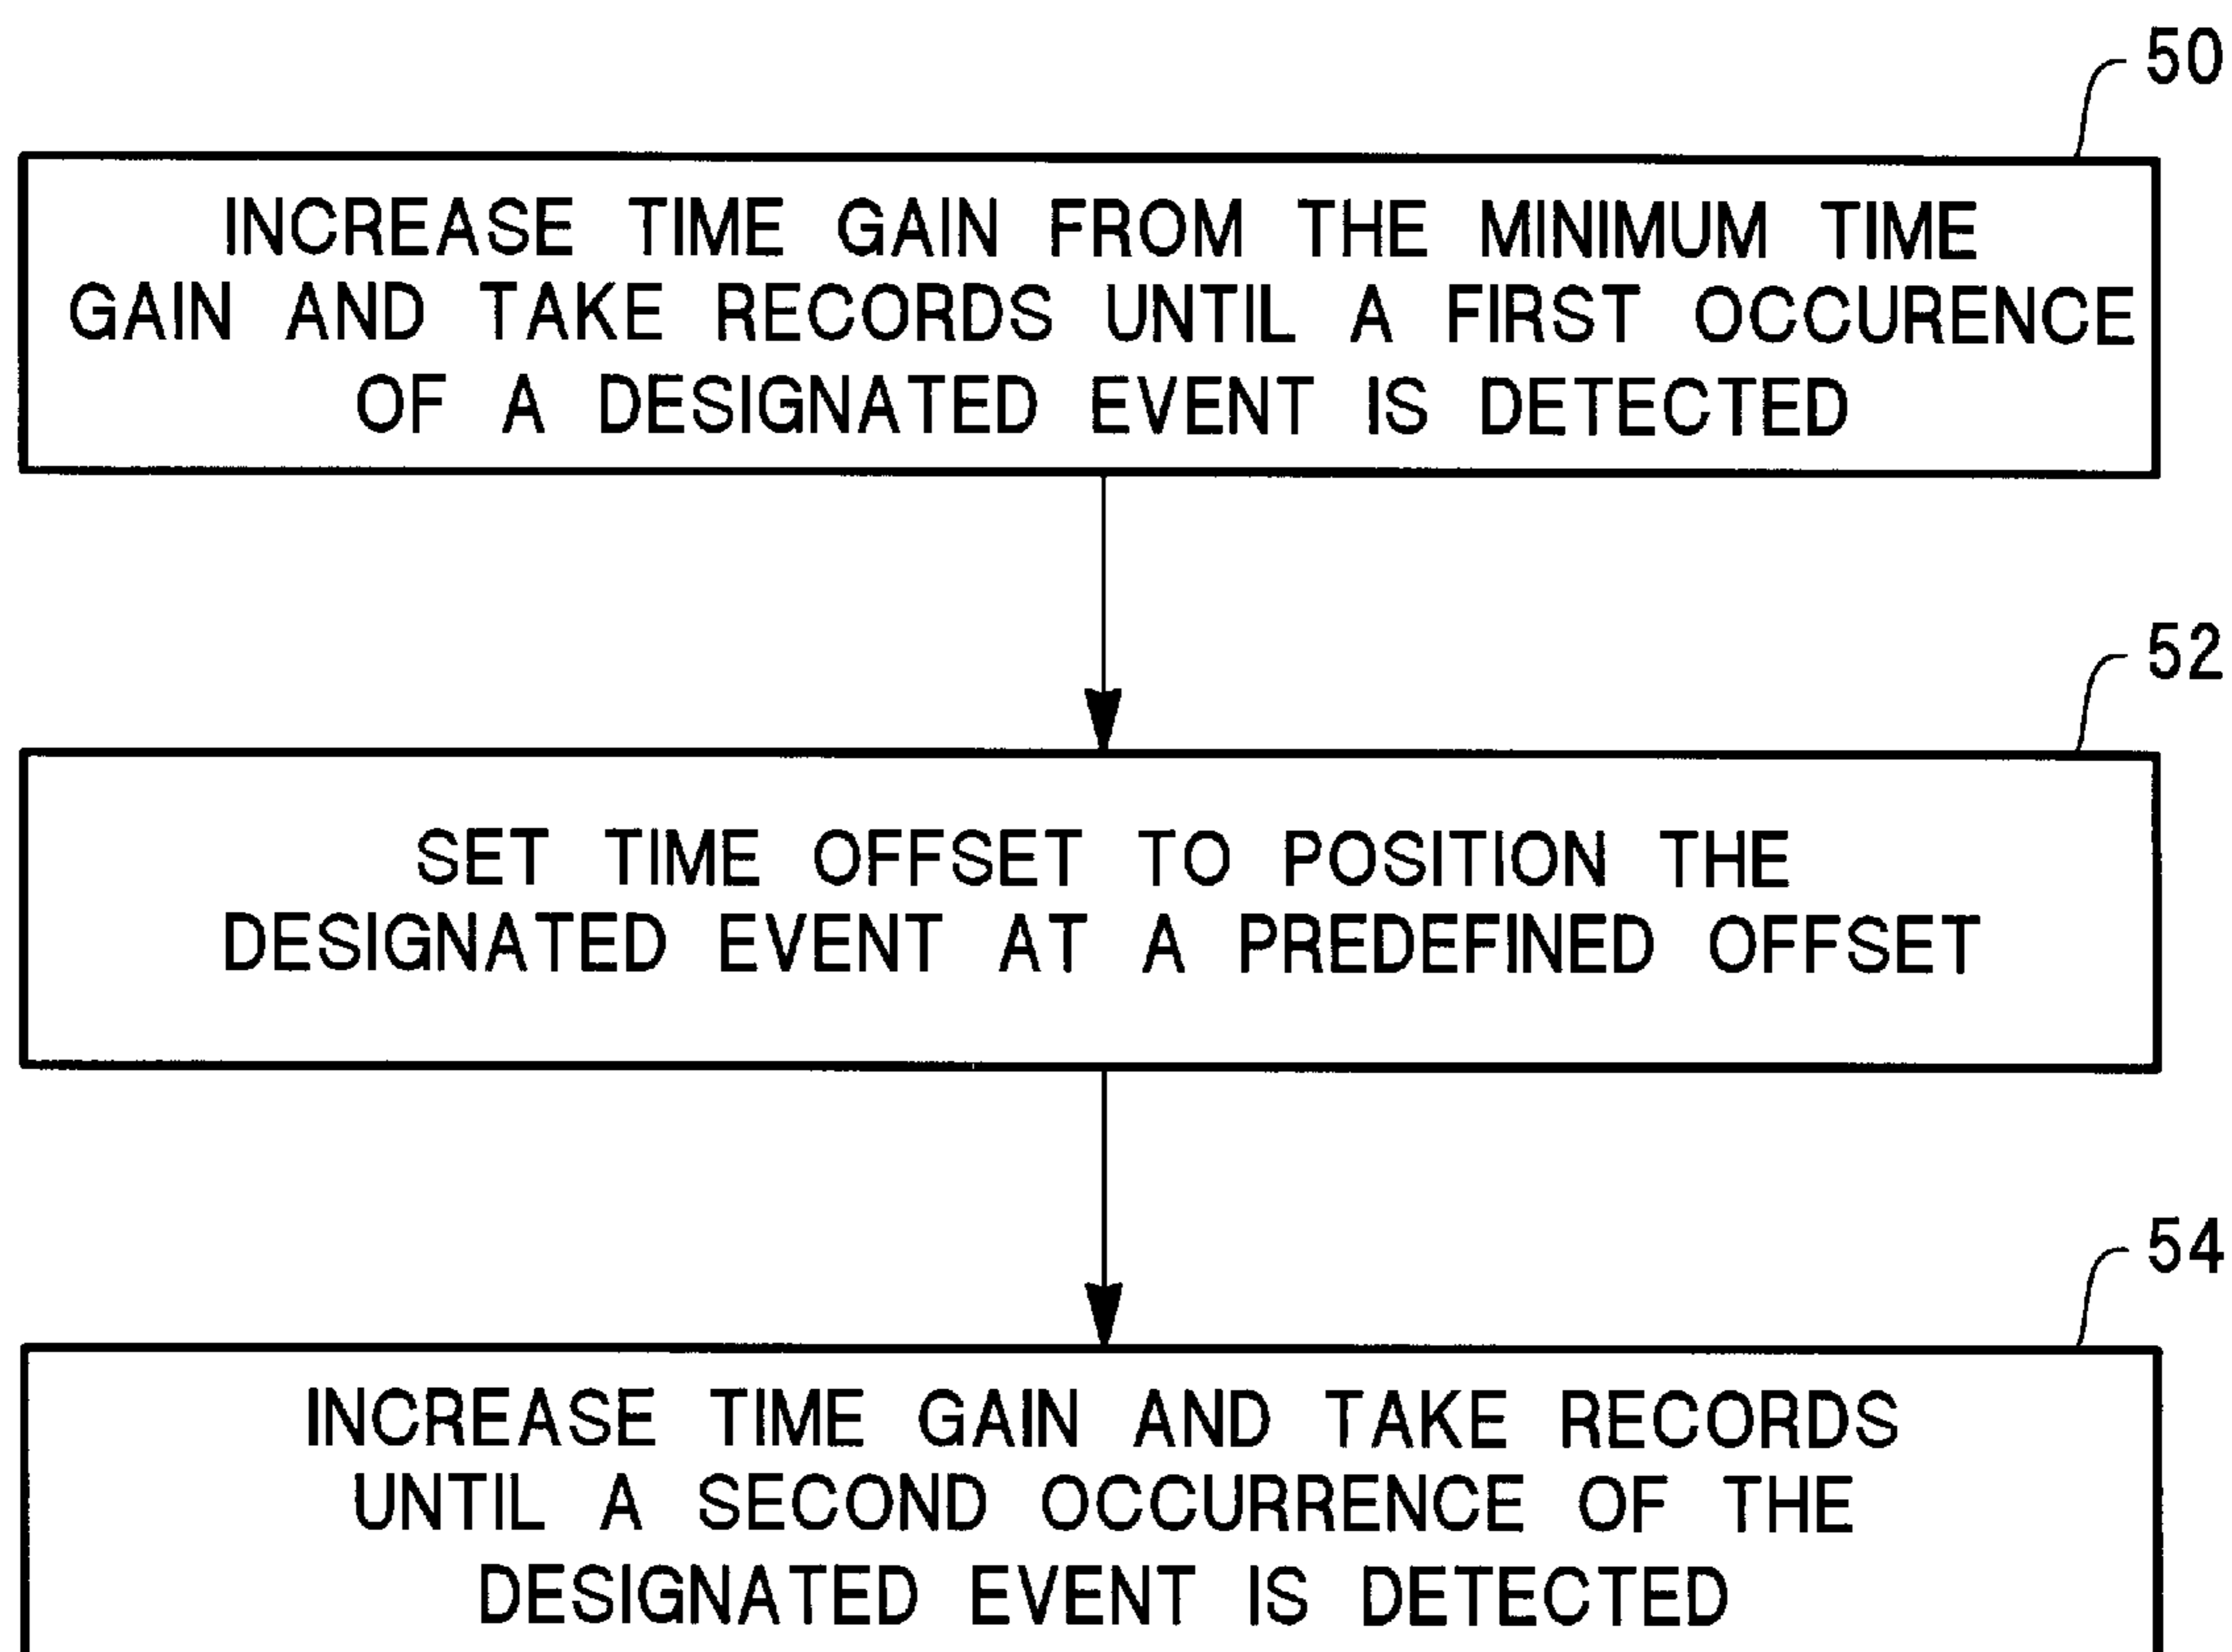 50
INCREASE TIME GAIN FROM THE MINIMUM TIME
GAIN AND TAKE RECORDS UNTIL A FIRST OCCURENCE
OF A DESIGNATED EVENT IS DETECTED
52
SET TIME OFFSET TO POSITION THE
DESIGNATED EVENT AT A PREDEFINED OFFSET
54
INCREASE TIME GAIN AND TAKE RECORDS
UNTIL A SECOND OCCURRENCE OF THE
DESIGNATED EVENT IS DETECTED